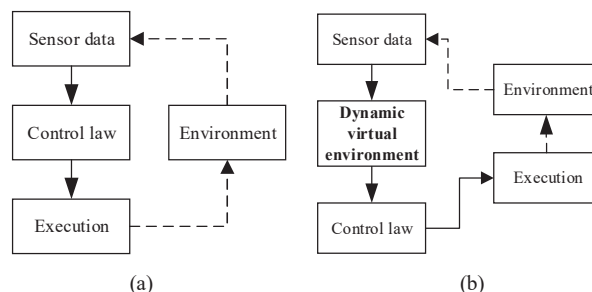 Sensor data
Control law
Execution
Environment
(a)
Sensor data
Dynamic
virtual
environment
Control law
Execution
Environment
(b)